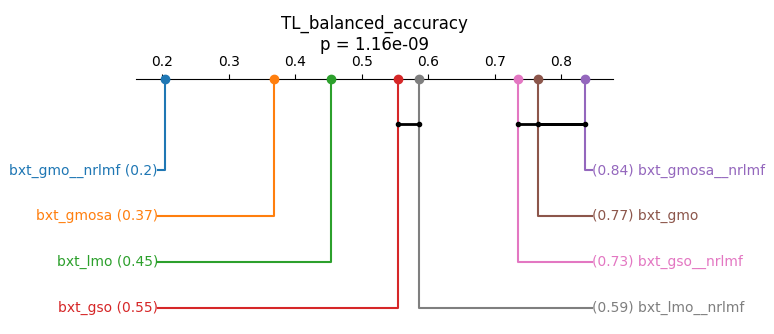 TL_balanced_accuracy
p = 1.16e-09
0.2 0.3 0.4 0.5 0.6 0.7 0.8
bxt_gmo__nrlmf (0.2) (0.84) bxt_gmosa__nrlmf
bxt_gmosa (0.37) (0.77) bxt_gmo
bxt_lmo (0.45) (0.73) bxt_gso__nrlmf
bxt_gso (0.55) (0.59) bxt_lmo__nrlmf